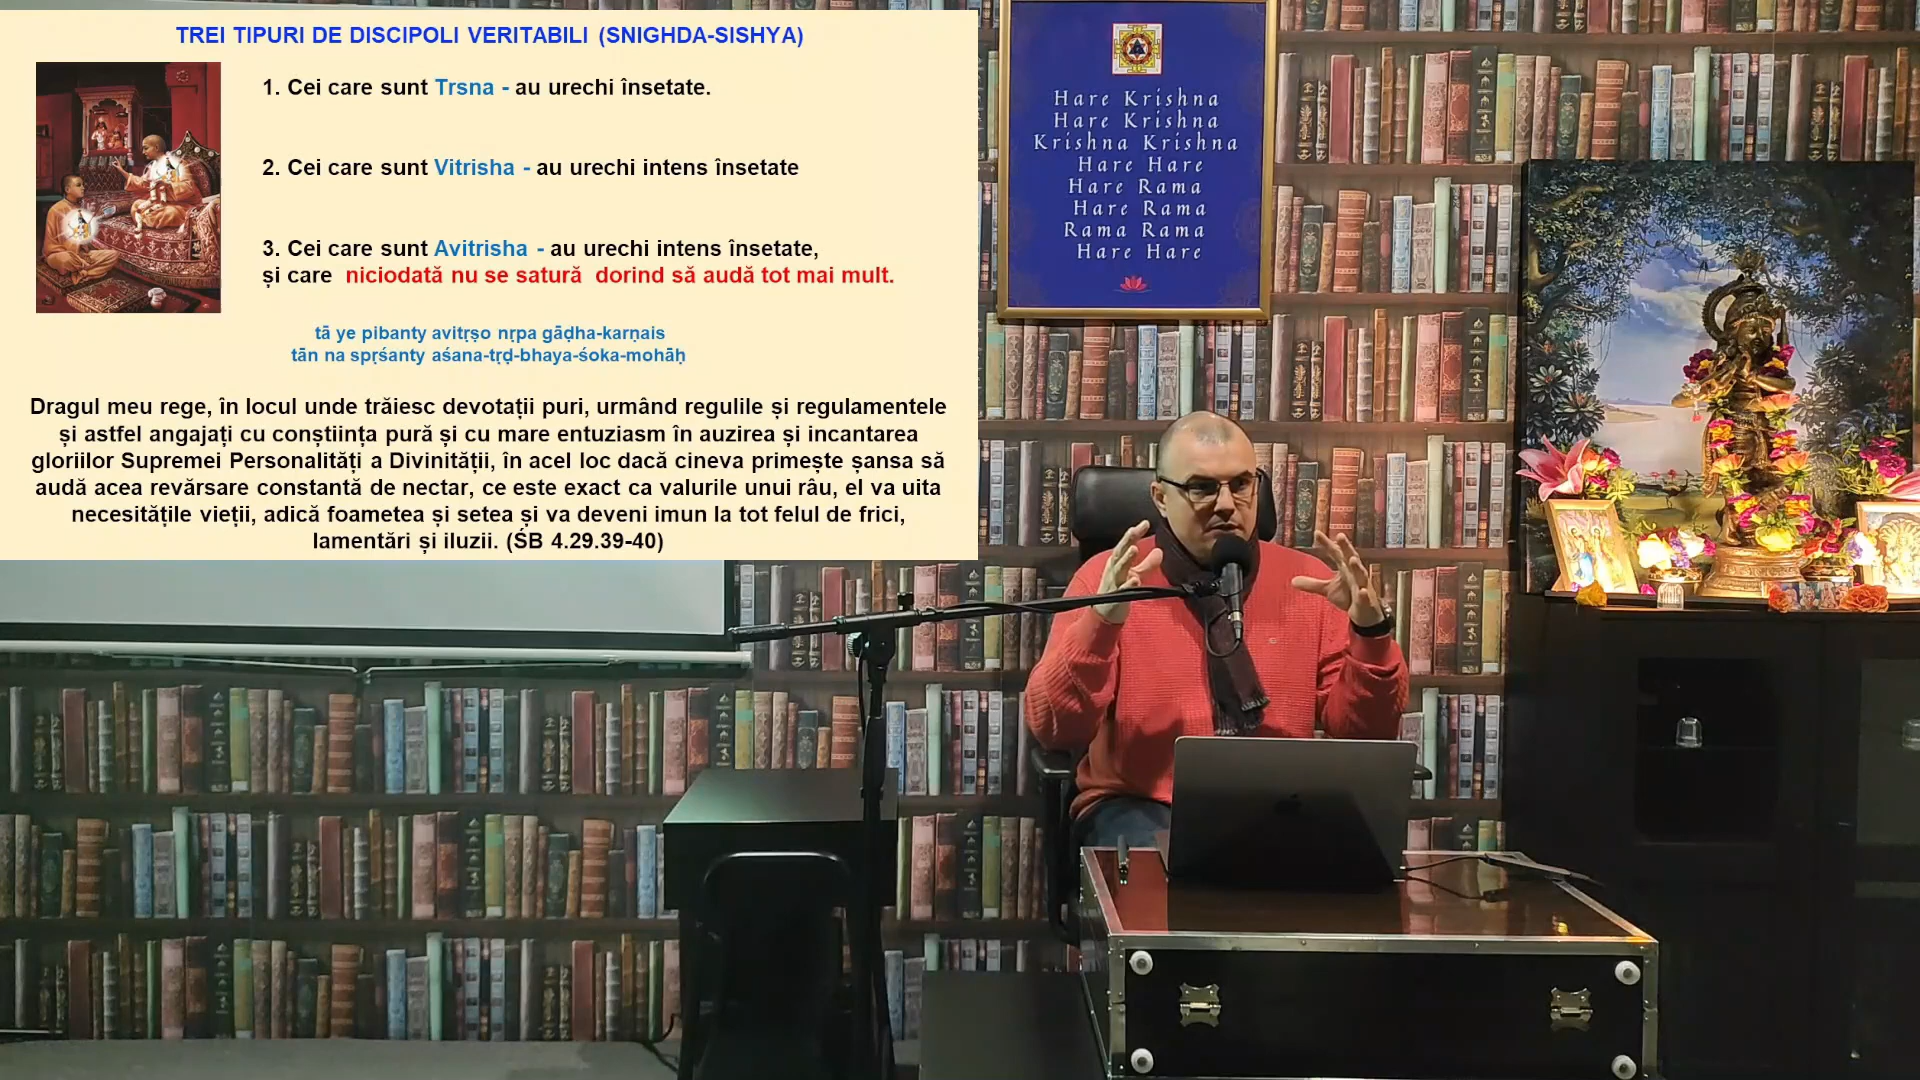 TREI TIPURI DE DISCIPOLI VERITABILI (SNIGHDA-SISHYA)
1. Cei care sunt Trsna - au urechi însetate.
2. Cei care sunt Vitrisha - au urechi intens însetate
3. Cei care sunt Avitrisha - au urechi intens însetate,
și care niciodată nu se satură dorind să audă tot mai mult.
tā ye pibanty avitṛṣo nṛpa gāḍha-karṇais
tān na spṛśanty aśana-tṛḍ-bhaya-śoka-mohāḥ
Dragul meu rege, în locul unde trăiesc devotații puri, urmând regulile și regulamentele
și astfel angajați cu conștiința pură și cu mare entuziasm în auzirea și incantarea
gloriilor Supremei Personalități a Divinității, în acel loc dacă cineva primește șansa să
audă acea revărsare constantă de nectar, ce este exact ca valurile unui râu, el va uita
necesitățile vieții, adică foametea și setea și va deveni imun la tot felul de frici,
lamentări și iluzii. (ŚB 4.29.39-40)
Hare Krishna
Hare Krishna
Krishna Krishna
Hare Hare
Hare Rama
Hare Rama
Rama Rama
Hare Hare